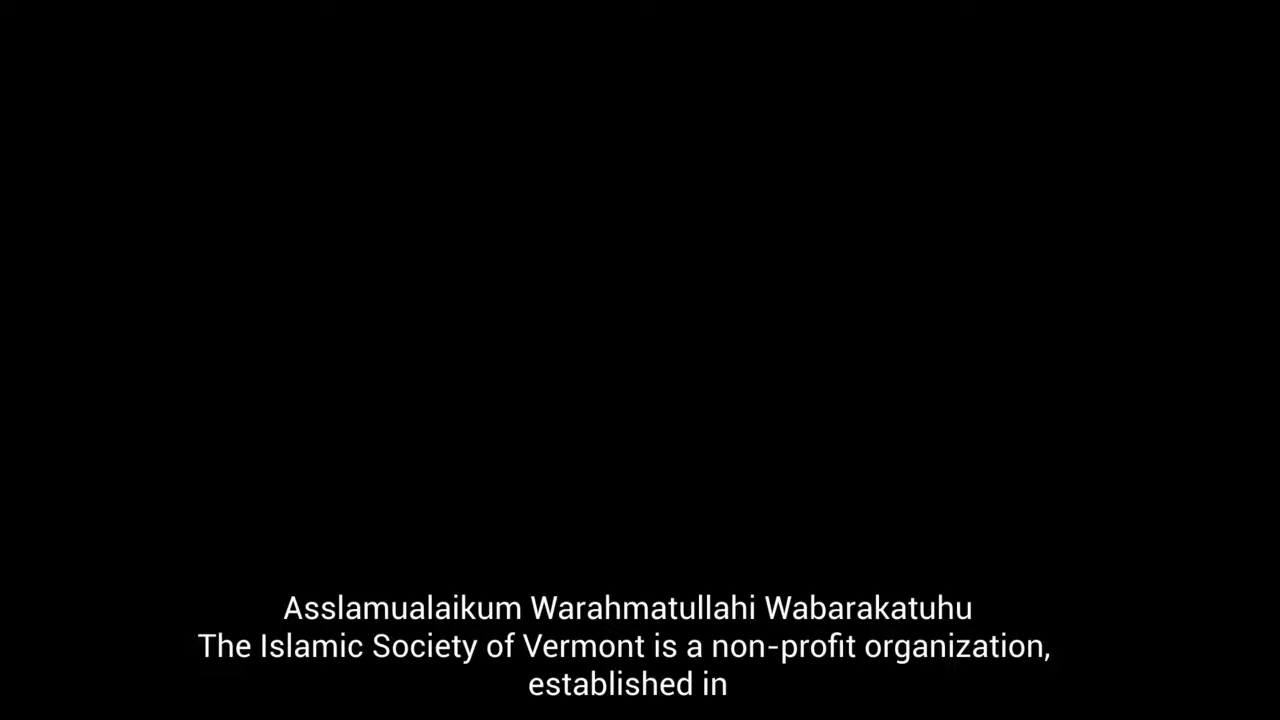 Asslamualaikum Warahmatullahi Wabarakatuhu
The Islamic Society of Vermont is a non-profit organization,
established in